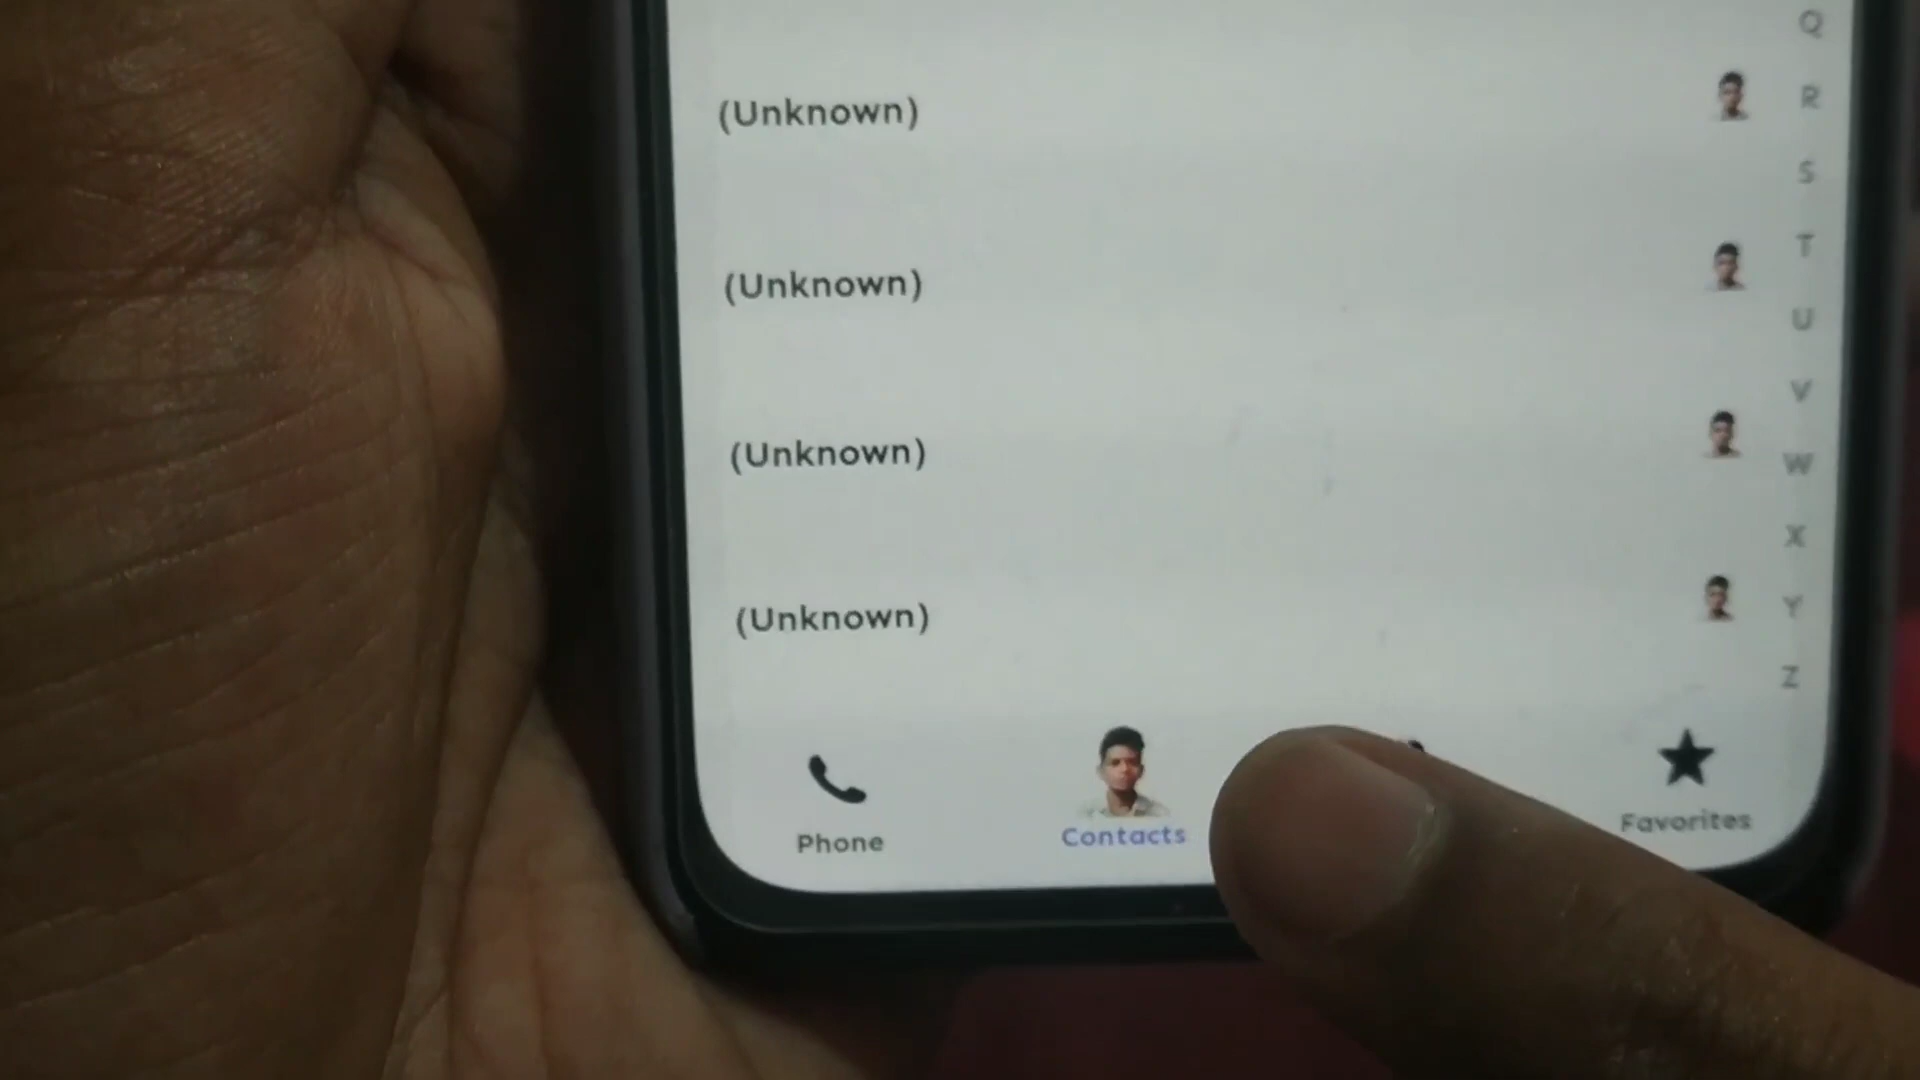 Q
(Unknown)
R
S
(Unknown)
T
U
(Unknown)
V
W
X
(Unknown)
Y
Z
Phone
Contacts
Favorites